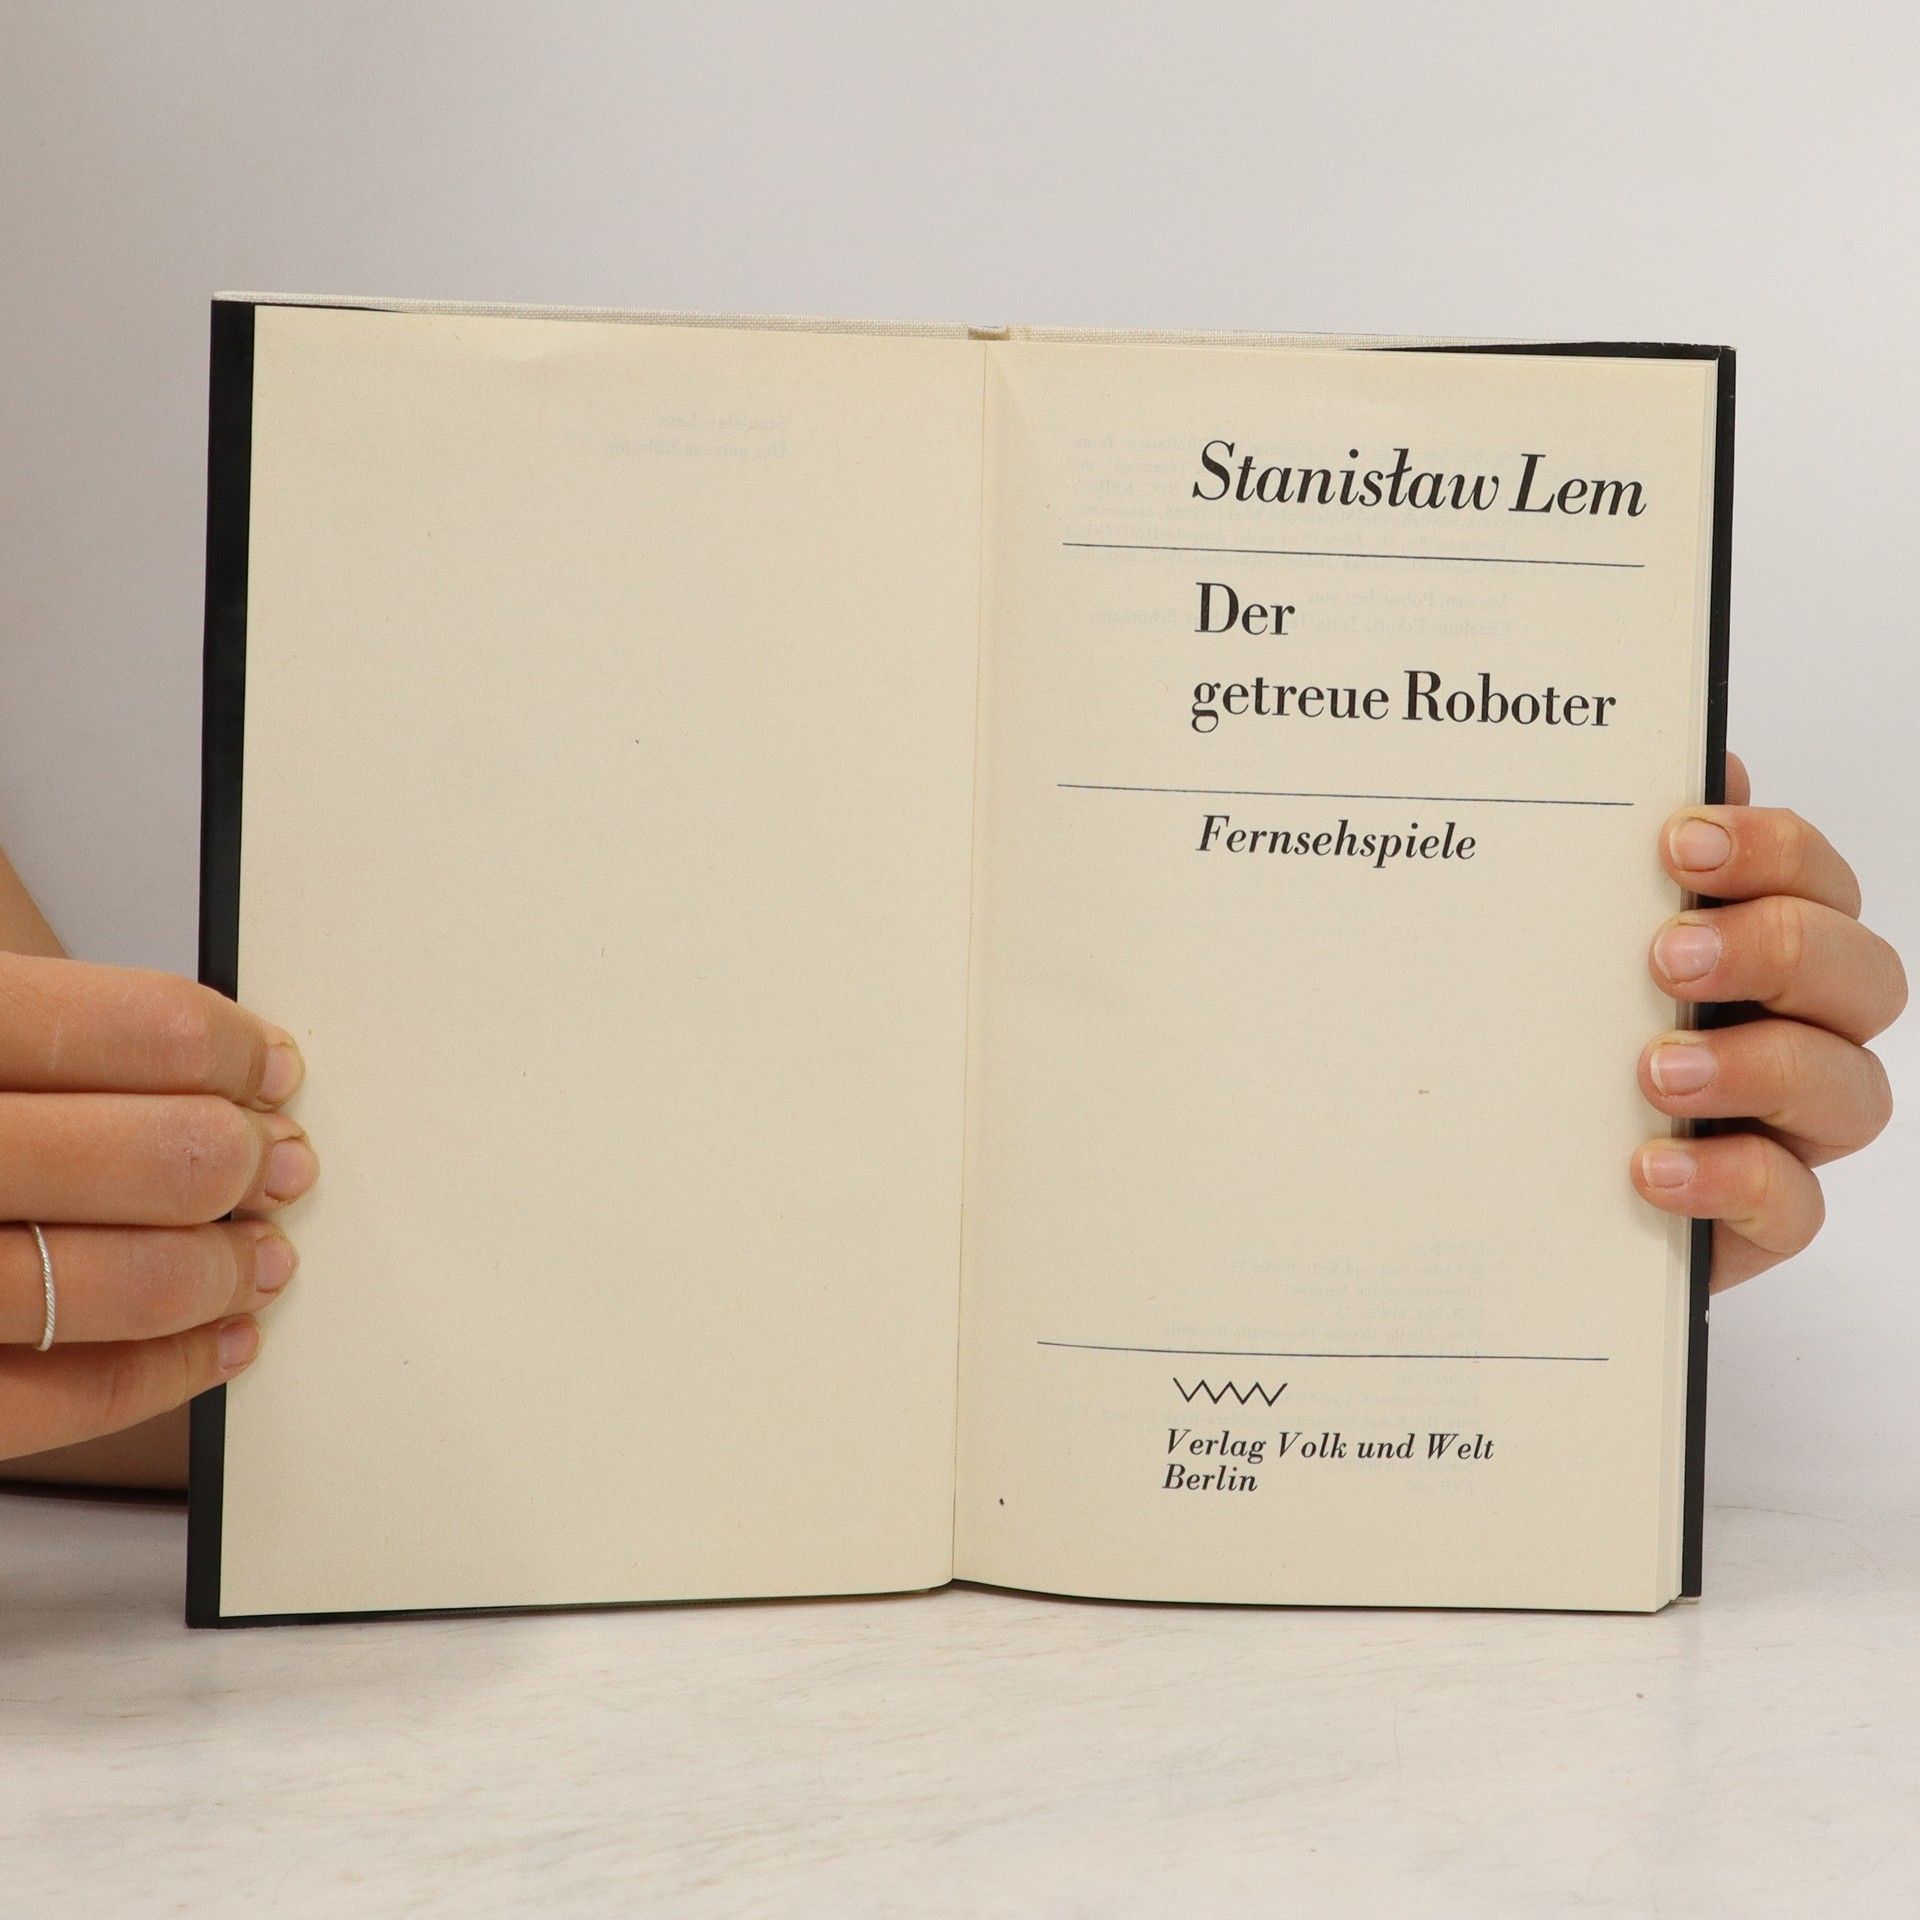 Stanisław Lem
Der
getreue Roboter
Fernsehspiele
Verlag Volk und Welt
Berlin